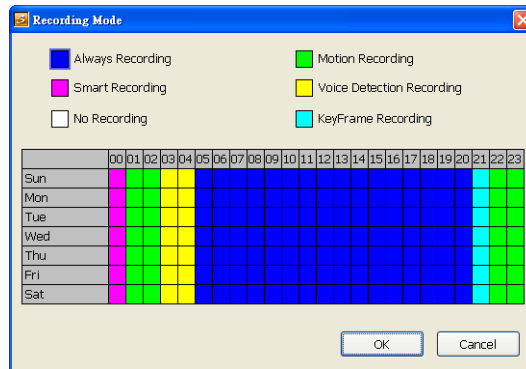 Recording Mode
Always Recording Motion Recording
Smart Recording Voice Detection Recording
No Recording KeyFrame Recording
00 01 02 03 04 05 06 07 08 09 10 11 12 13 14 15 16 17 18 19 20 21 22 23
Sun
Mon
Tue
Wed
Thu
Fri
Sat
OK Cancel